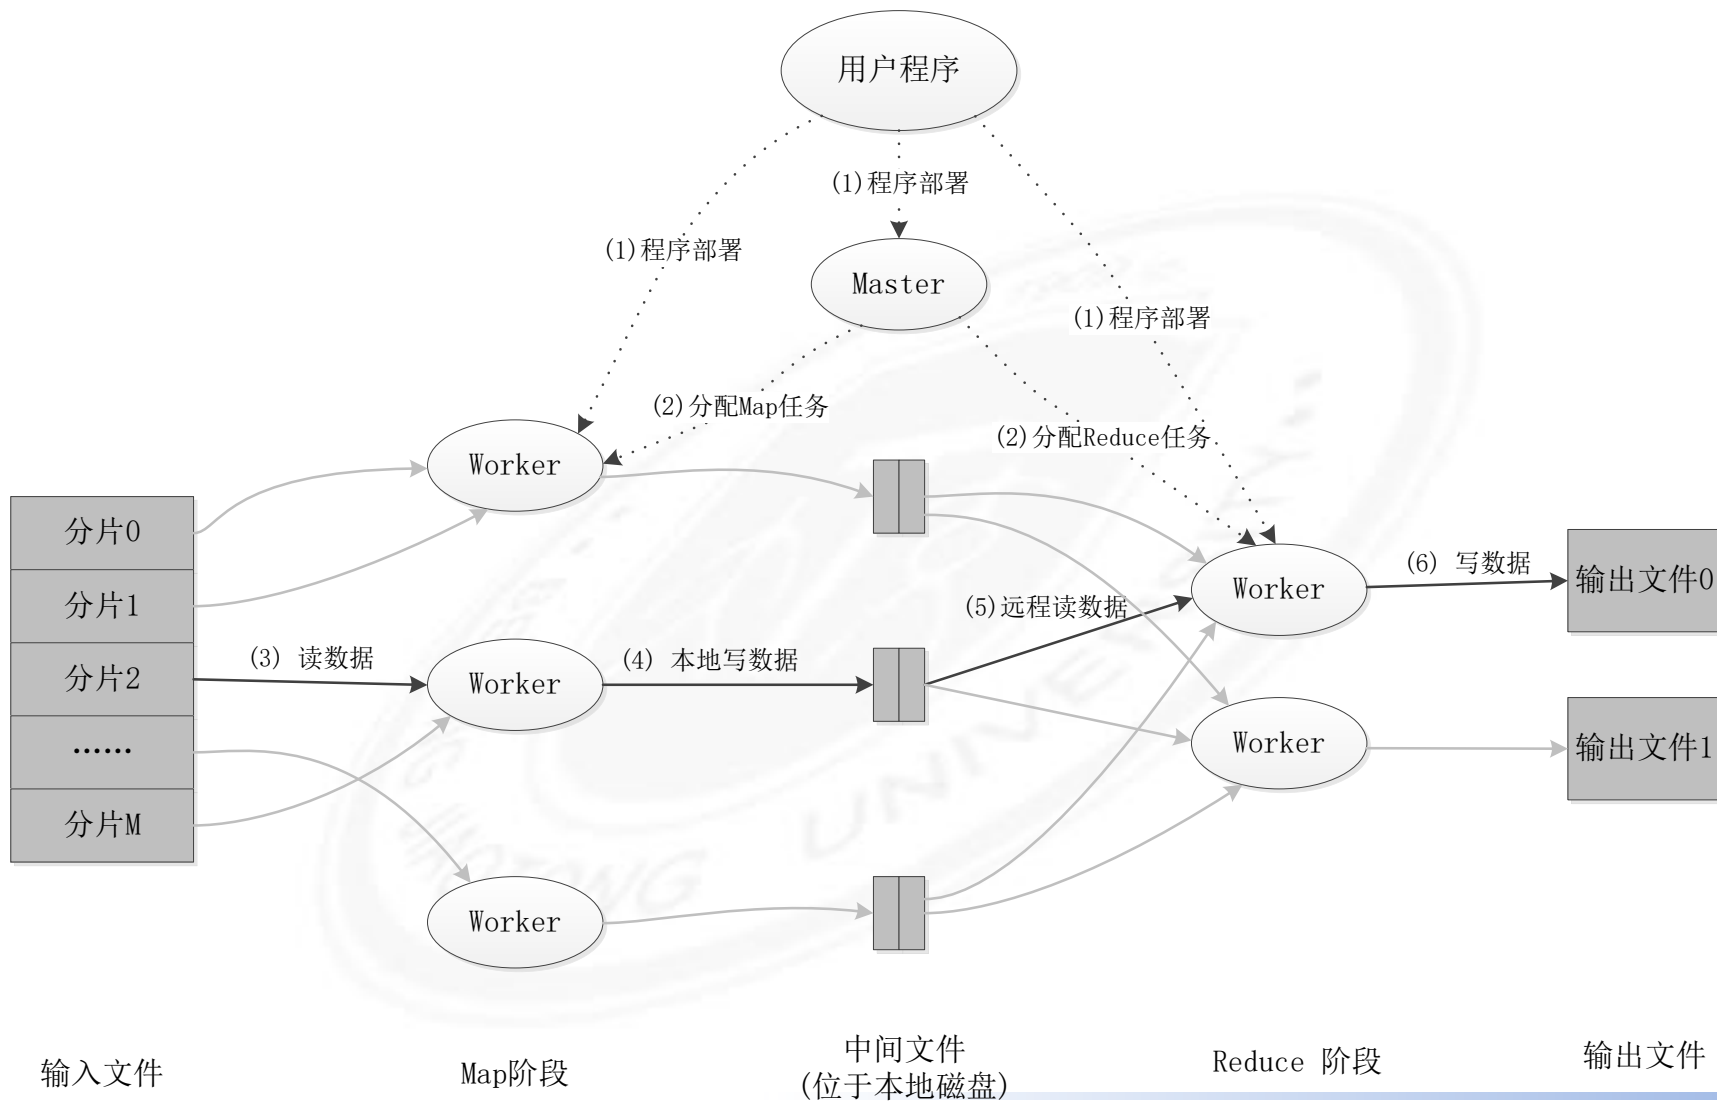 用户程序
(1)程序部署
(1)程序部署
Master
(1)程序部署
(2)分配Map任务
(2)分配Reduce任务
Worker
分片0
(6) 写数据
输出文件0
Worker
分片1
(5)远程读数据
(3) 读数据
(4) 本地写数据
分片2
Worker
Worker
输出文件1
······
分片M
Worker
UNIVERSITY
中间文件
(位于本地磁盘)
输入文件
Map阶段
Reduce 阶段
输出文件